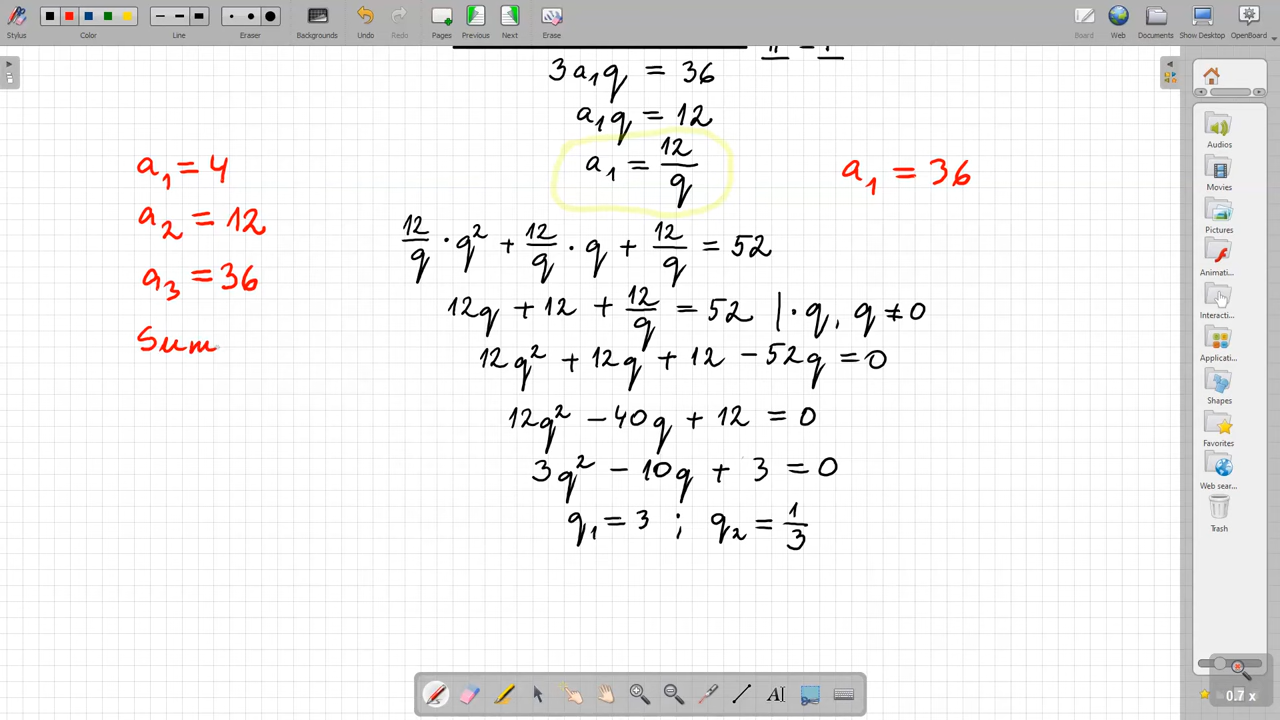 Stylus Color Line Eraser Backgrounds Undo Redo Pages Previous Next Erase Board Web Documents Show Desktop OpenBoard
3a₁q = 36
a₁q = 12
a₁ = 12/q
a₁ = 4
a₂ = 12
a₃ = 36
Sum
a₁ = 36
12/q · q² + 12/q · q + 12/q = 52
12q + 12 + 12/q = 52 | · q, q ≠ 0
12q² + 12q + 12 - 52q = 0
12q² - 40q + 12 = 0
3q² - 10q + 3 = 0
q₁ = 3 ; q₂ = 1/3
Audios
Movies
Pictures
Animati...
Interacti...
Applicati...
Shapes
Favorites
Web sear...
Trash
0.7 x
AI